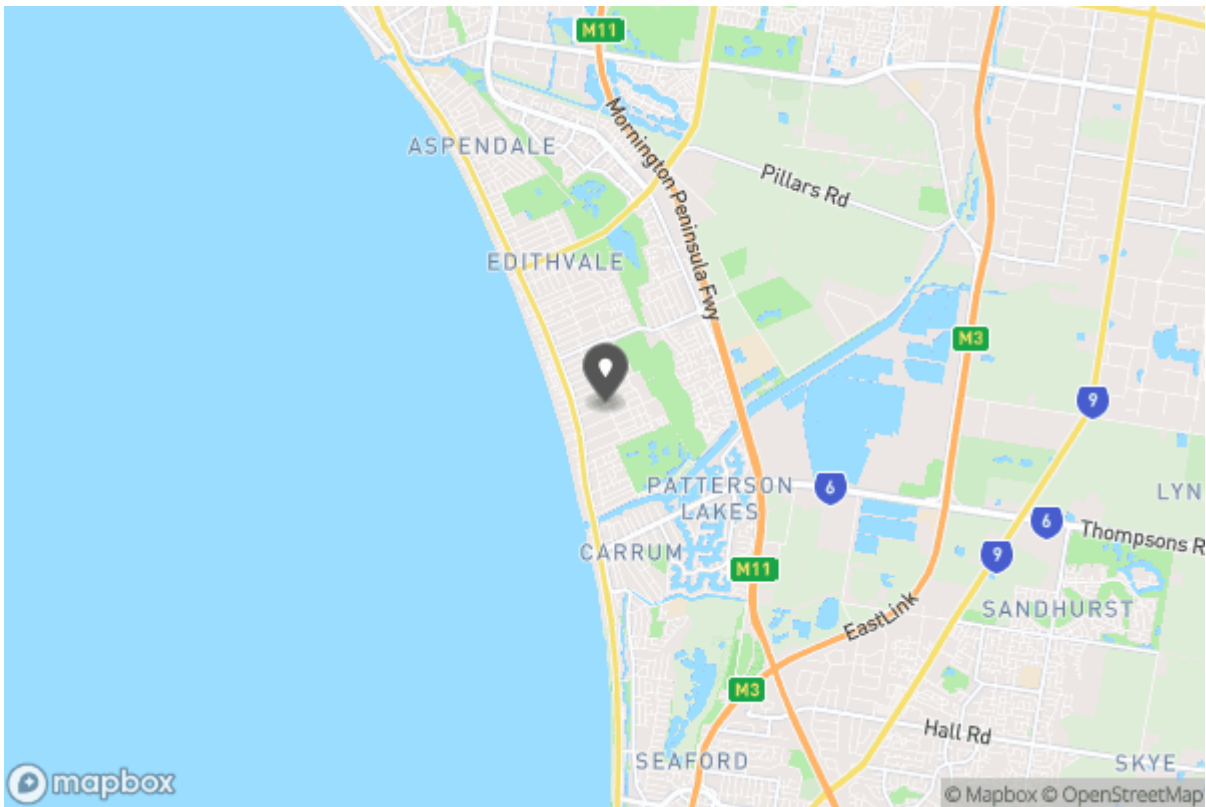 M11
ASPENDALE
Mornington Peninsula Fwy
Pillars Rd
EDITHVALE
M3
9
PATTERSON
LAKES
6
LYN
6
Thompsons R
CARRUM
9
M11
SANDHURST
EastLink
M3
Hall Rd
SEAFORD
SKYE
mapbox
© Mapbox © OpenStreetMap